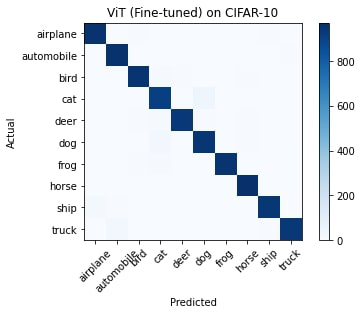 ViT (Fine-tuned) on CIFAR-10
airplane
automobile
bird
cat
deer
dog
frog
horse
ship
truck
Actual
airplane
automobile
bird
cat
deer
dog
frog
horse
ship
truck
Predicted
800
600
400
200
0